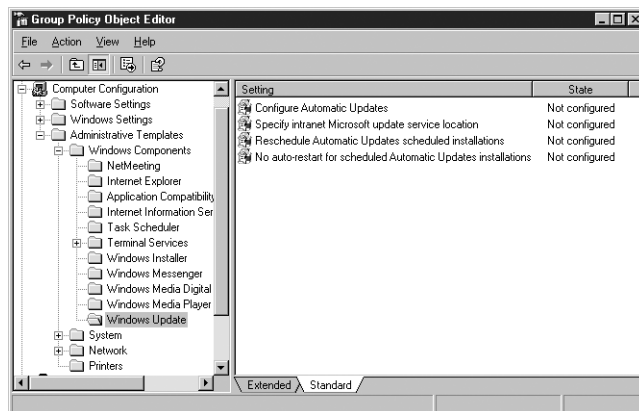 Group Policy Object Editor
File Action View Help
Computer Configuration
Software Settings
Windows Settings
Administrative Templates
Windows Components
NetMeeting
Internet Explorer
Application Compatibility
Internet Information Ser
Task Scheduler
Terminal Services
Windows Installer
Windows Messenger
Windows Media Digital
Windows Media Player
Windows Update
System
Network
Printers
Setting State
Configure Automatic Updates Not configured
Specify intranet Microsoft update service location Not configured
Reschedule Automatic Updates scheduled installations Not configured
No auto-restart for scheduled Automatic Updates installations Not configured
Extended Standard